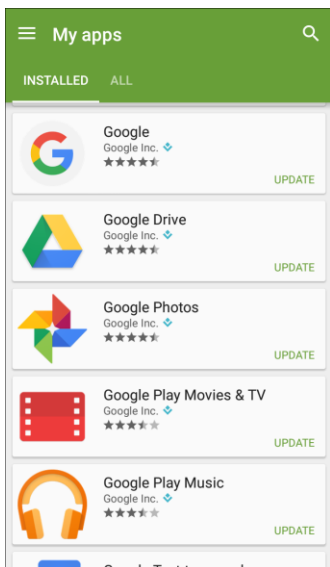 My apps
INSTALLED ALL
Google
Google Inc.
UPDATE
Google Drive
Google Inc.
UPDATE
Google Photos
Google Inc.
UPDATE
Google Play Movies & TV
Google Inc.
UPDATE
Google Play Music
Google Inc.
UPDATE